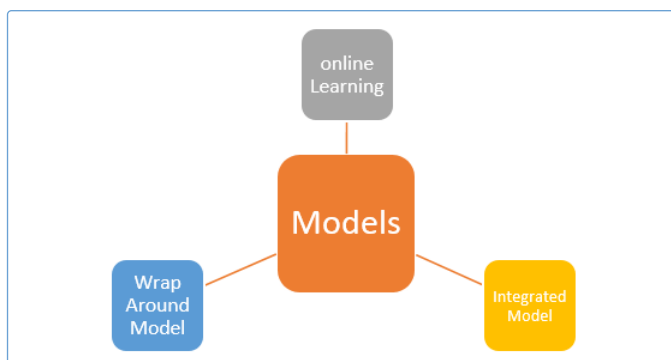 online
Learning
Models
Wrap
Around
Model
Integrated
Model